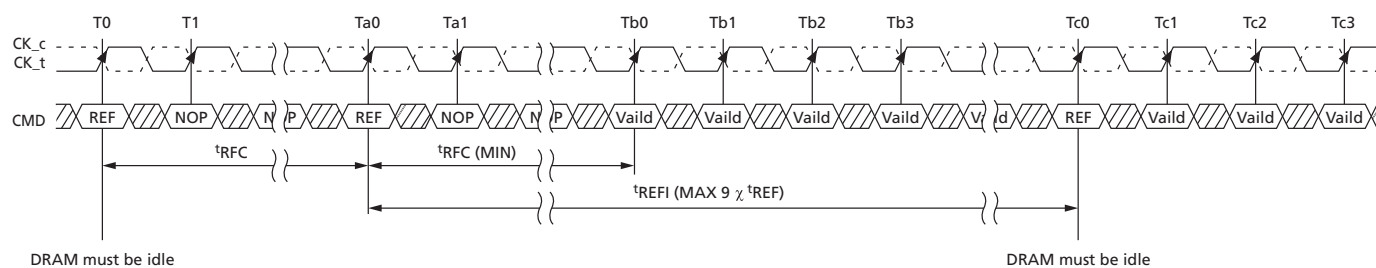 T0 T1 Ta0 Ta1 Tb0 Tb1 Tb2 Tb3 Tc0 Tc1 Tc2 Tc3
CK_c
CK_t
CMD REF NOP N P REF NOP N P Vaild Vaild Vaild Vaild Va ld REF Vaild Vaild Vaild
tRFC tRFC (MIN)
tREFI (MAX 9 χ tREF)
DRAM must be idle DRAM must be idle